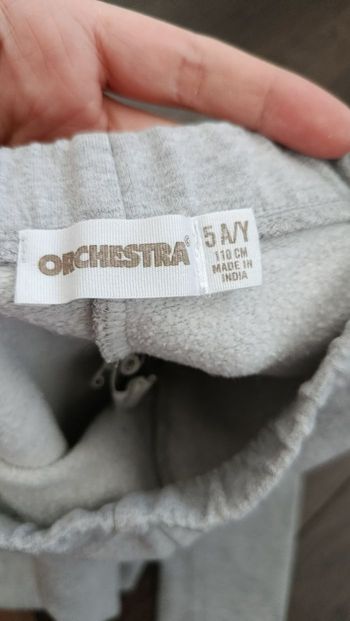 ORCHESTRA®
5 A/Y
110 CM
MADE IN
INDIA